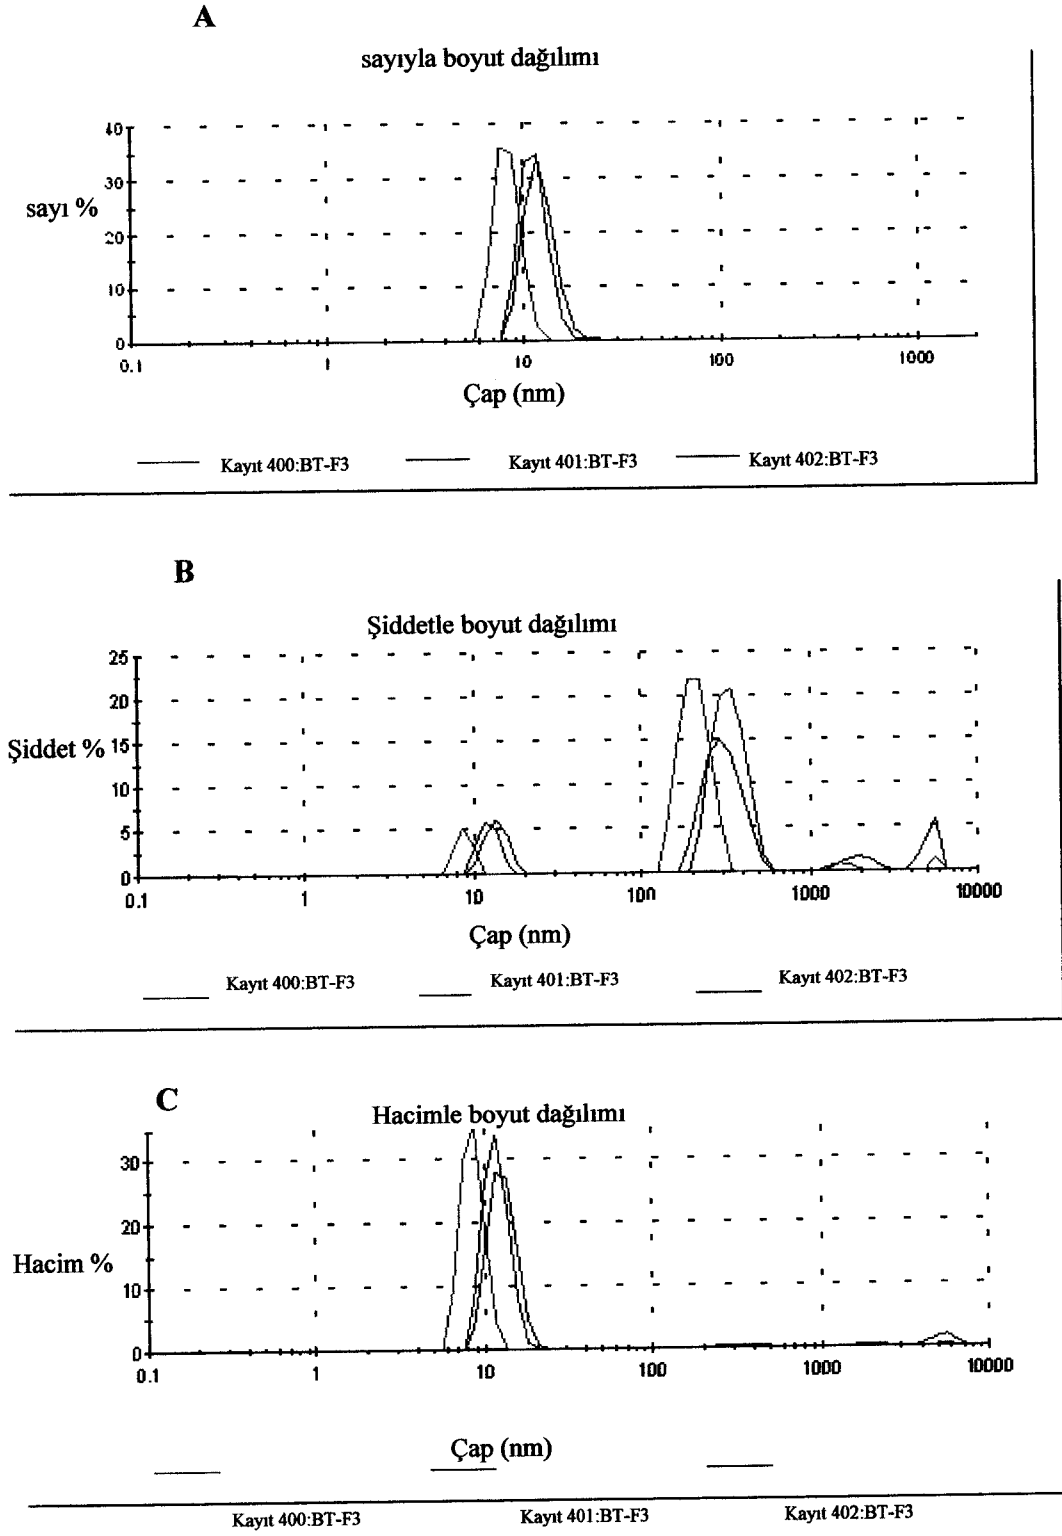 A
sayıyla boyut dağılımı
40
30
sayı %
20
10
0
0.1 1 10 100 1000
Çap (nm)
Kayıt 400:BT-F3 Kayıt 401:BT-F3 Kayıt 402:BT-F3
B
Şiddetle boyut dağılımı
25
20
Şiddet % 15
10
5
0
0.1 1 10 100 1000 10000
Çap (nm)
Kayıt 400:BT-F3 Kayıt 401:BT-F3 Kayıt 402:BT-F3
C
Hacimle boyut dağılımı
30
20
Hacim %
10
0
0.1 1 10 100 1000 10000
Çap (nm)
Kayıt 400:BT-F3 Kayıt 401:BT-F3 Kayıt 402:BT-F3